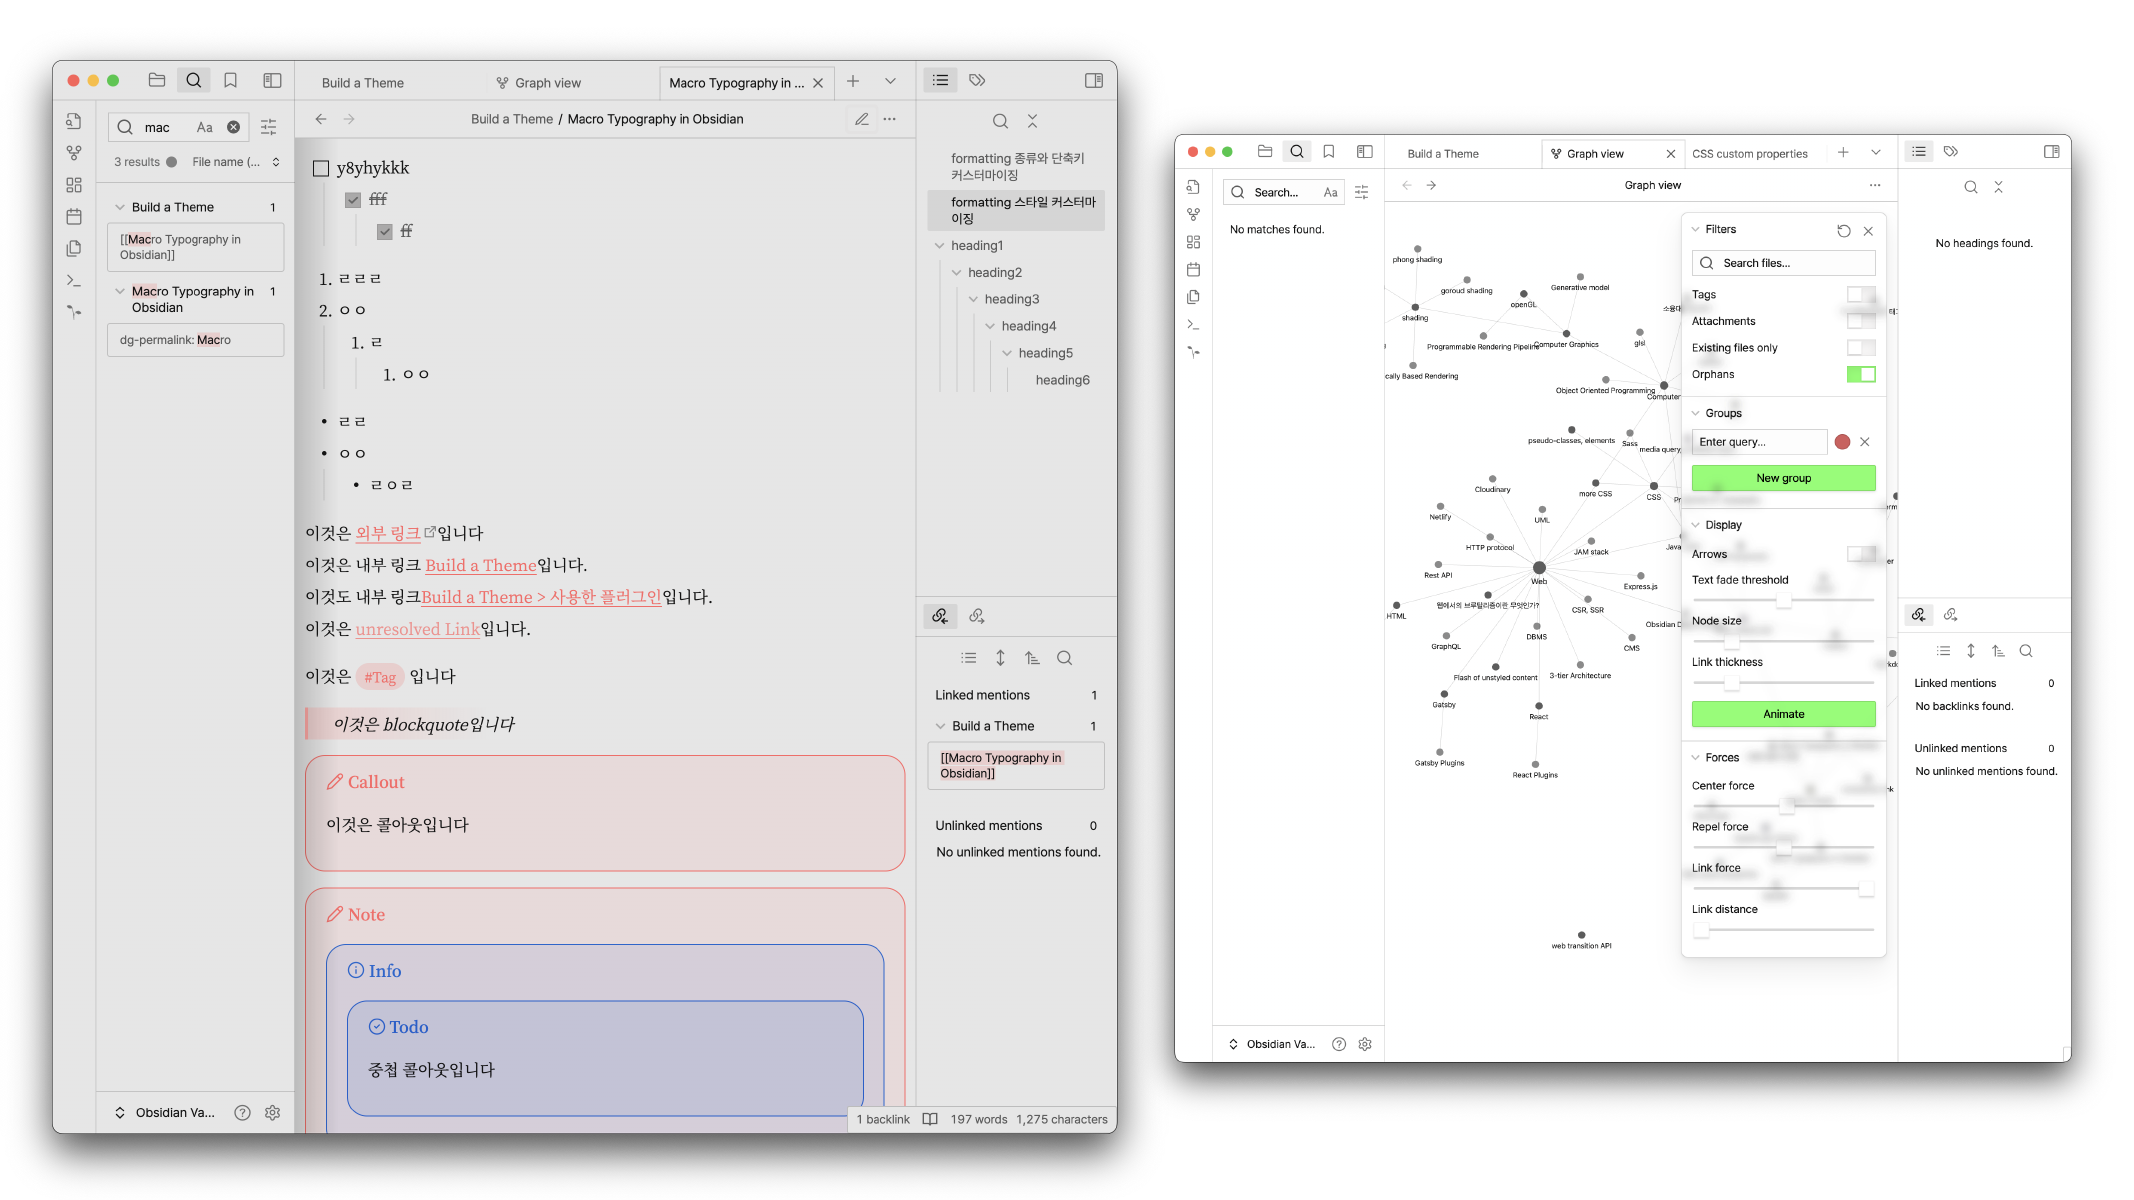 Build a Theme
Graph view
Macro Typography in ...
mac
Aa
3 results
File name (...
Build a Theme
1
[[Macro Typography in
Obsidian]]
Macro Typography in
Obsidian
1
dg-permalink: Macro
Obsidian Va...
Build a Theme / Macro Typography in Obsidian
y8yhykkk
fff
ff
1. ㄹㄹㄹ
2. ㅇㅇ
1. ㄹ
1. ㅇㅇ
• ㄹㄹ
• ㅇㅇ
• ㄹㅇㄹ
이것은 외부 링크입니다
이것은 내부 링크 Build a Theme입니다.
이것도 내부 링크Build a Theme > 사용한 플러그인입니다.
이것은 unresolved Link입니다.
이것은 #Tag 입니다
이것은 blockquote입니다
Callout
이것은 콜아웃입니다
Note
Info
Todo
중첩 콜아웃입니다
1 backlink
197 words
1,275 characters
formatting 종류와 단축키
커스터마이징
formatting 스타일 커스터마
이징
heading1
heading2
heading3
heading4
heading5
heading6
Linked mentions
1
Build a Theme
1
[[Macro Typography in
Obsidian]]
Unlinked mentions
0
No unlinked mentions found.
Build a Theme
Graph view
CSS custom properties
Search...
Aa
No matches found.
Obsidian Va...
Graph view
phong shading
goroud shading
Generative model
openGL
shading
Programmable Rendering Pipeline
Computer Graphics
glsl
cally Based Rendering
Object Oriented Programming
Computer
pseudo-classes, elements
Sass
media query,
Cloudinary
more CSS
CSS
Netlify
UML
HTTP protocol
JAM stack
Java
Rest API
Web
Express.js
HTML
웹에서의 브루탈리즘이란 무엇인가?
CSR, SSR
Obsidian D
GraphQL
DBMS
CMS
Flash of unstyled content
3-tier Architecture
Gatsby
React
Gatsby Plugins
React Plugins
web transition API
Filters
Search files...
Tags
Attachments
Existing files only
Orphans
Groups
Enter query...
New group
Display
Arrows
Text fade threshold
Node size
Link thickness
Animate
Forces
Center force
Repel force
Link force
Link distance
No headings found.
Linked mentions
0
No backlinks found.
Unlinked mentions
0
No unlinked mentions found.